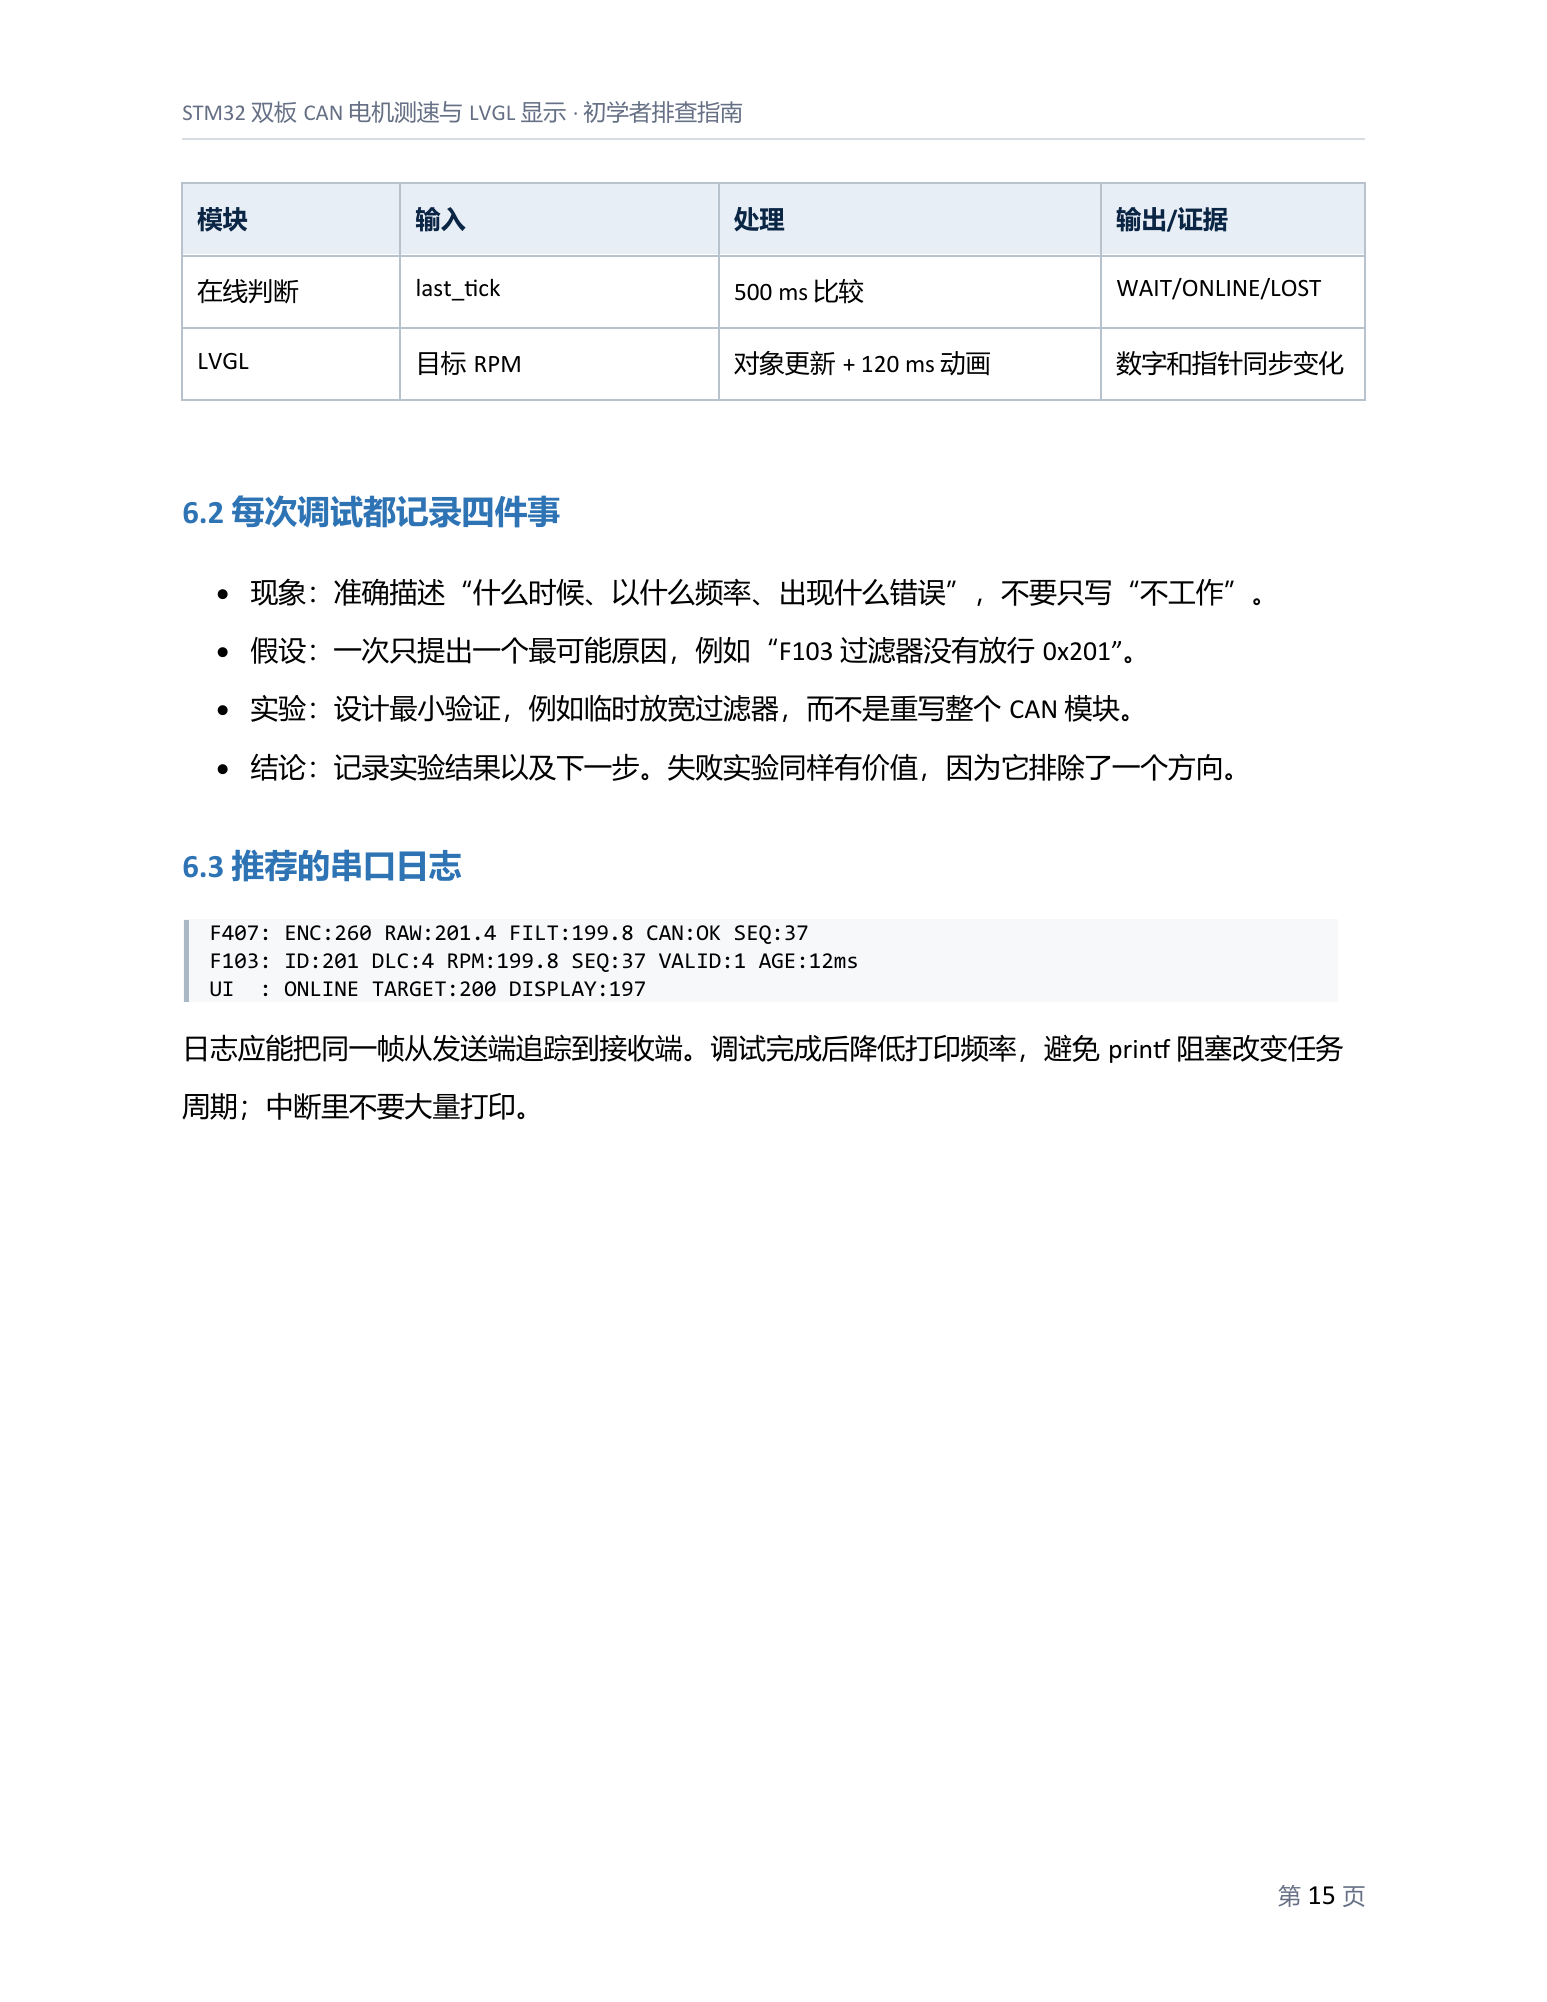 STM32 双板 CAN 电机测速与 LVGL 显示 · 初学者排查指南
模块 输入 处理 输出/证据
在线判断 last_tick 500 ms 比较 WAIT/ONLINE/LOST
LVGL 目标 RPM 对象更新 + 120 ms 动画 数字和指针同步变化
6.2 每次调试都记录四件事
• 现象：准确描述“什么时候、以什么频率、出现什么错误”，不要只写“不工作”。
• 假设：一次只提出一个最可能原因，例如“F103 过滤器没有放行 0x201”。
• 实验：设计最小验证，例如临时放宽过滤器，而不是重写整个 CAN 模块。
• 结论：记录实验结果以及下一步。失败实验同样有价值，因为它排除了一个方向。
6.3 推荐的串口日志
F407: ENC:260 RAW:201.4 FILT:199.8 CAN:OK SEQ:37
F103: ID:201 DLC:4 RPM:199.8 SEQ:37 VALID:1 AGE:12ms
UI  : ONLINE TARGET:200 DISPLAY:197
日志应能把同一帧从发送端追踪到接收端。调试完成后降低打印频率，避免 printf 阻塞改变任务
周期；中断里不要大量打印。
第 15 页